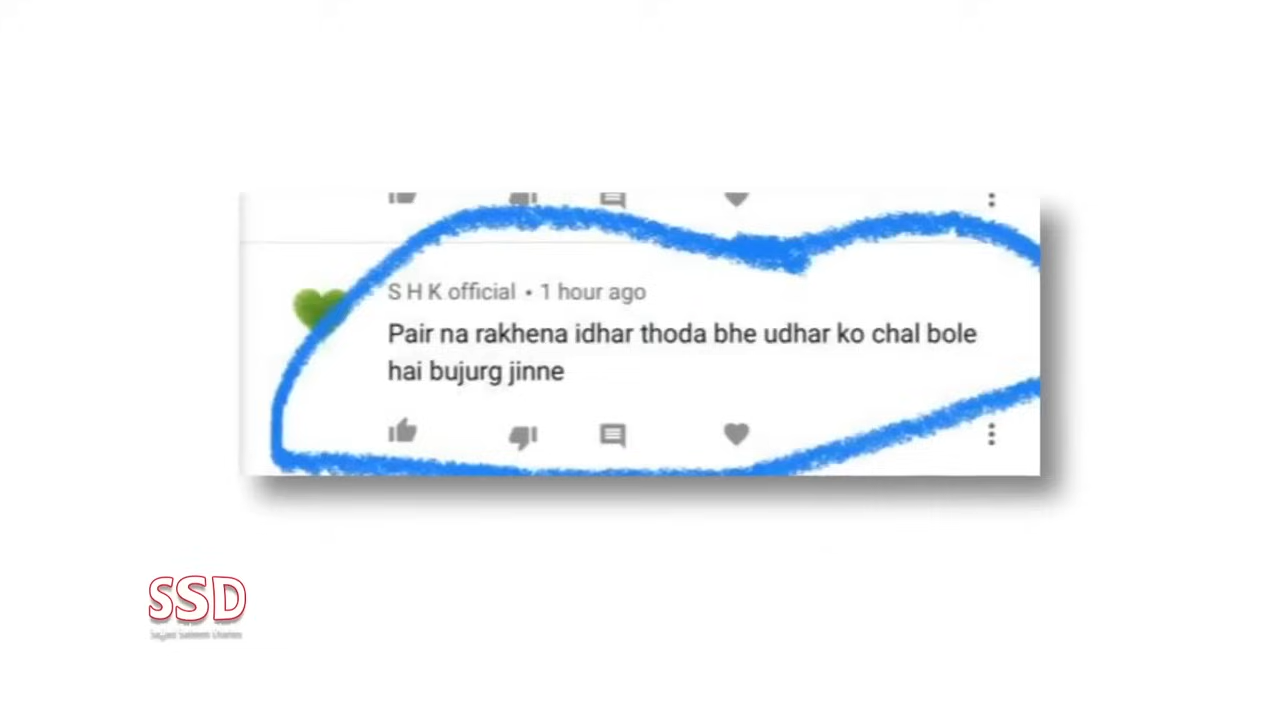 S H K official • 1 hour ago
Pair na rakhena idhar thoda bhe udhar ko chal bole
hai bujurg jinne
SSD